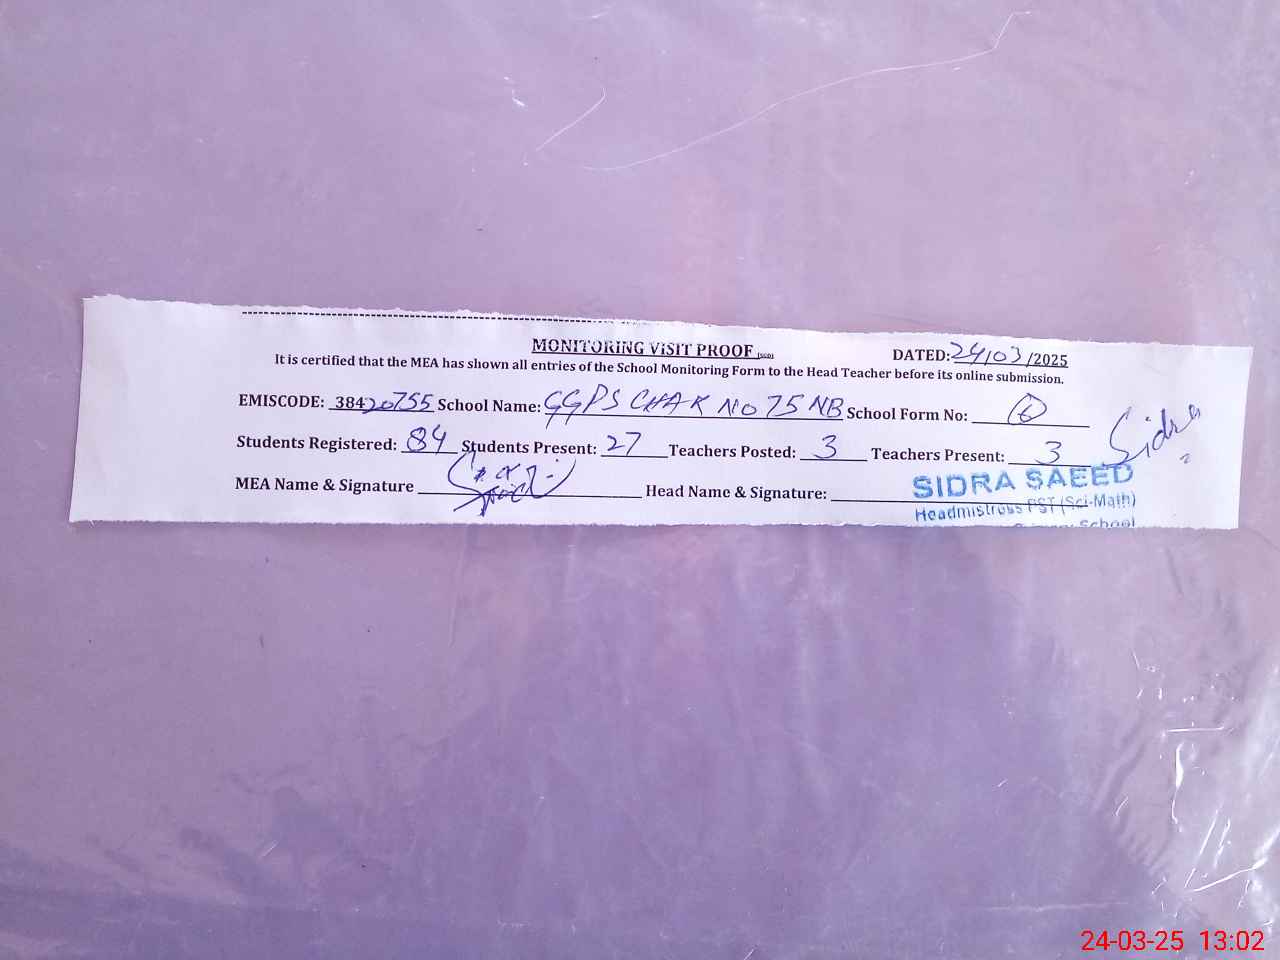 MONITORING VISIT PROOF (SED)
DATED: 24/03/2025
It is certified that the MEA has shown all entries of the School Monitoring Form to the Head Teacher before its online submission.
EMISCODE: 38420755 School Name: GGPS CHAK NO 75 NB School Form No: 6
Students Registered: 84 Students Present: 27 Teachers Posted: 3 Teachers Present: 3
Sidra
MEA Name & Signature Head Name & Signature:
SIDRA SAEED
Headmistress PST (Sci-Math)
School
24-03-25 13:02